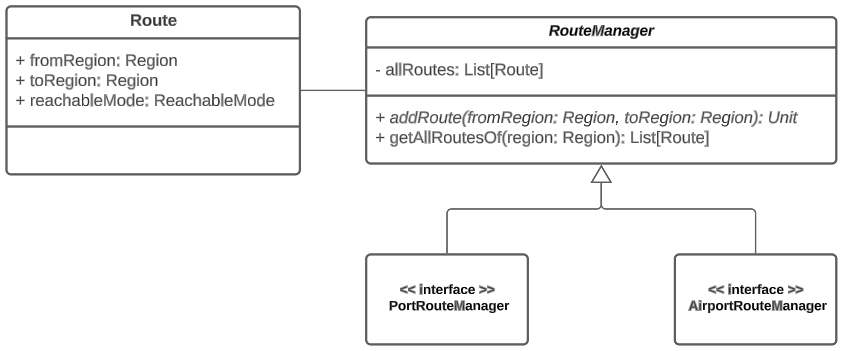 Route
+ fromRegion: Region
+ toRegion: Region
+ reachableMode: ReachableMode
RouteManager
- allRoutes: List[Route]
+ addRoute(fromRegion: Region, toRegion: Region): Unit
+ getAllRoutesOf(region: Region): List[Route]
<< interface >>
PortRouteManager
<< interface >>
AirportRouteManager